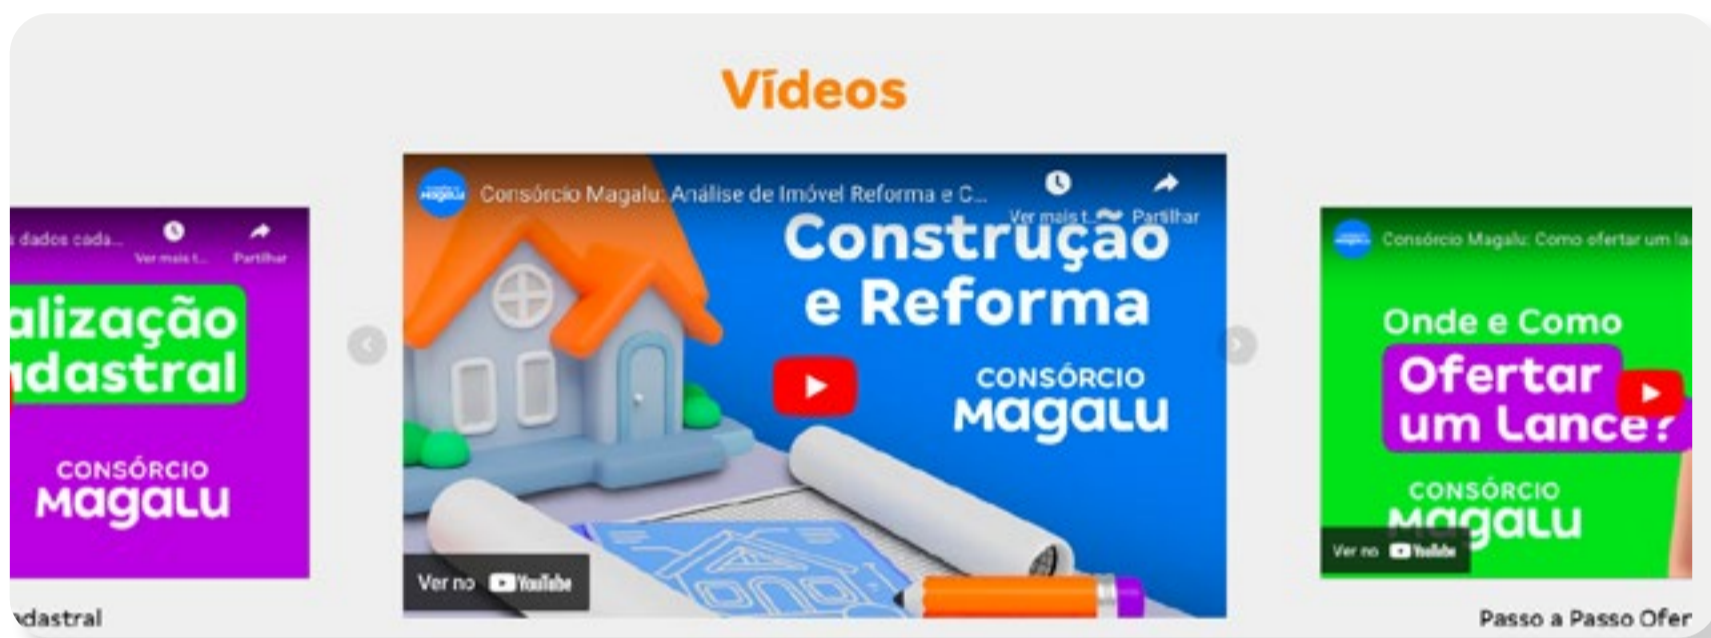 Vídeos
dados cada...
Ver mais t...
Partilhar
alização
adastral
CONSÓRCIO
Magalu
adastral
Consórcio Magalu: Análise de Imóvel Reforma e C...
Ver mais t...
Partilhar
Construção
e Reforma
CONSÓRCIO
Magalu
Ver no YouTube
Consórcio Magalu: Como ofertar um la
Onde e Como
Ofertar
um Lance?
CONSÓRCIO
Magalu
Ver no YouTube
Passo a Passo Ofer